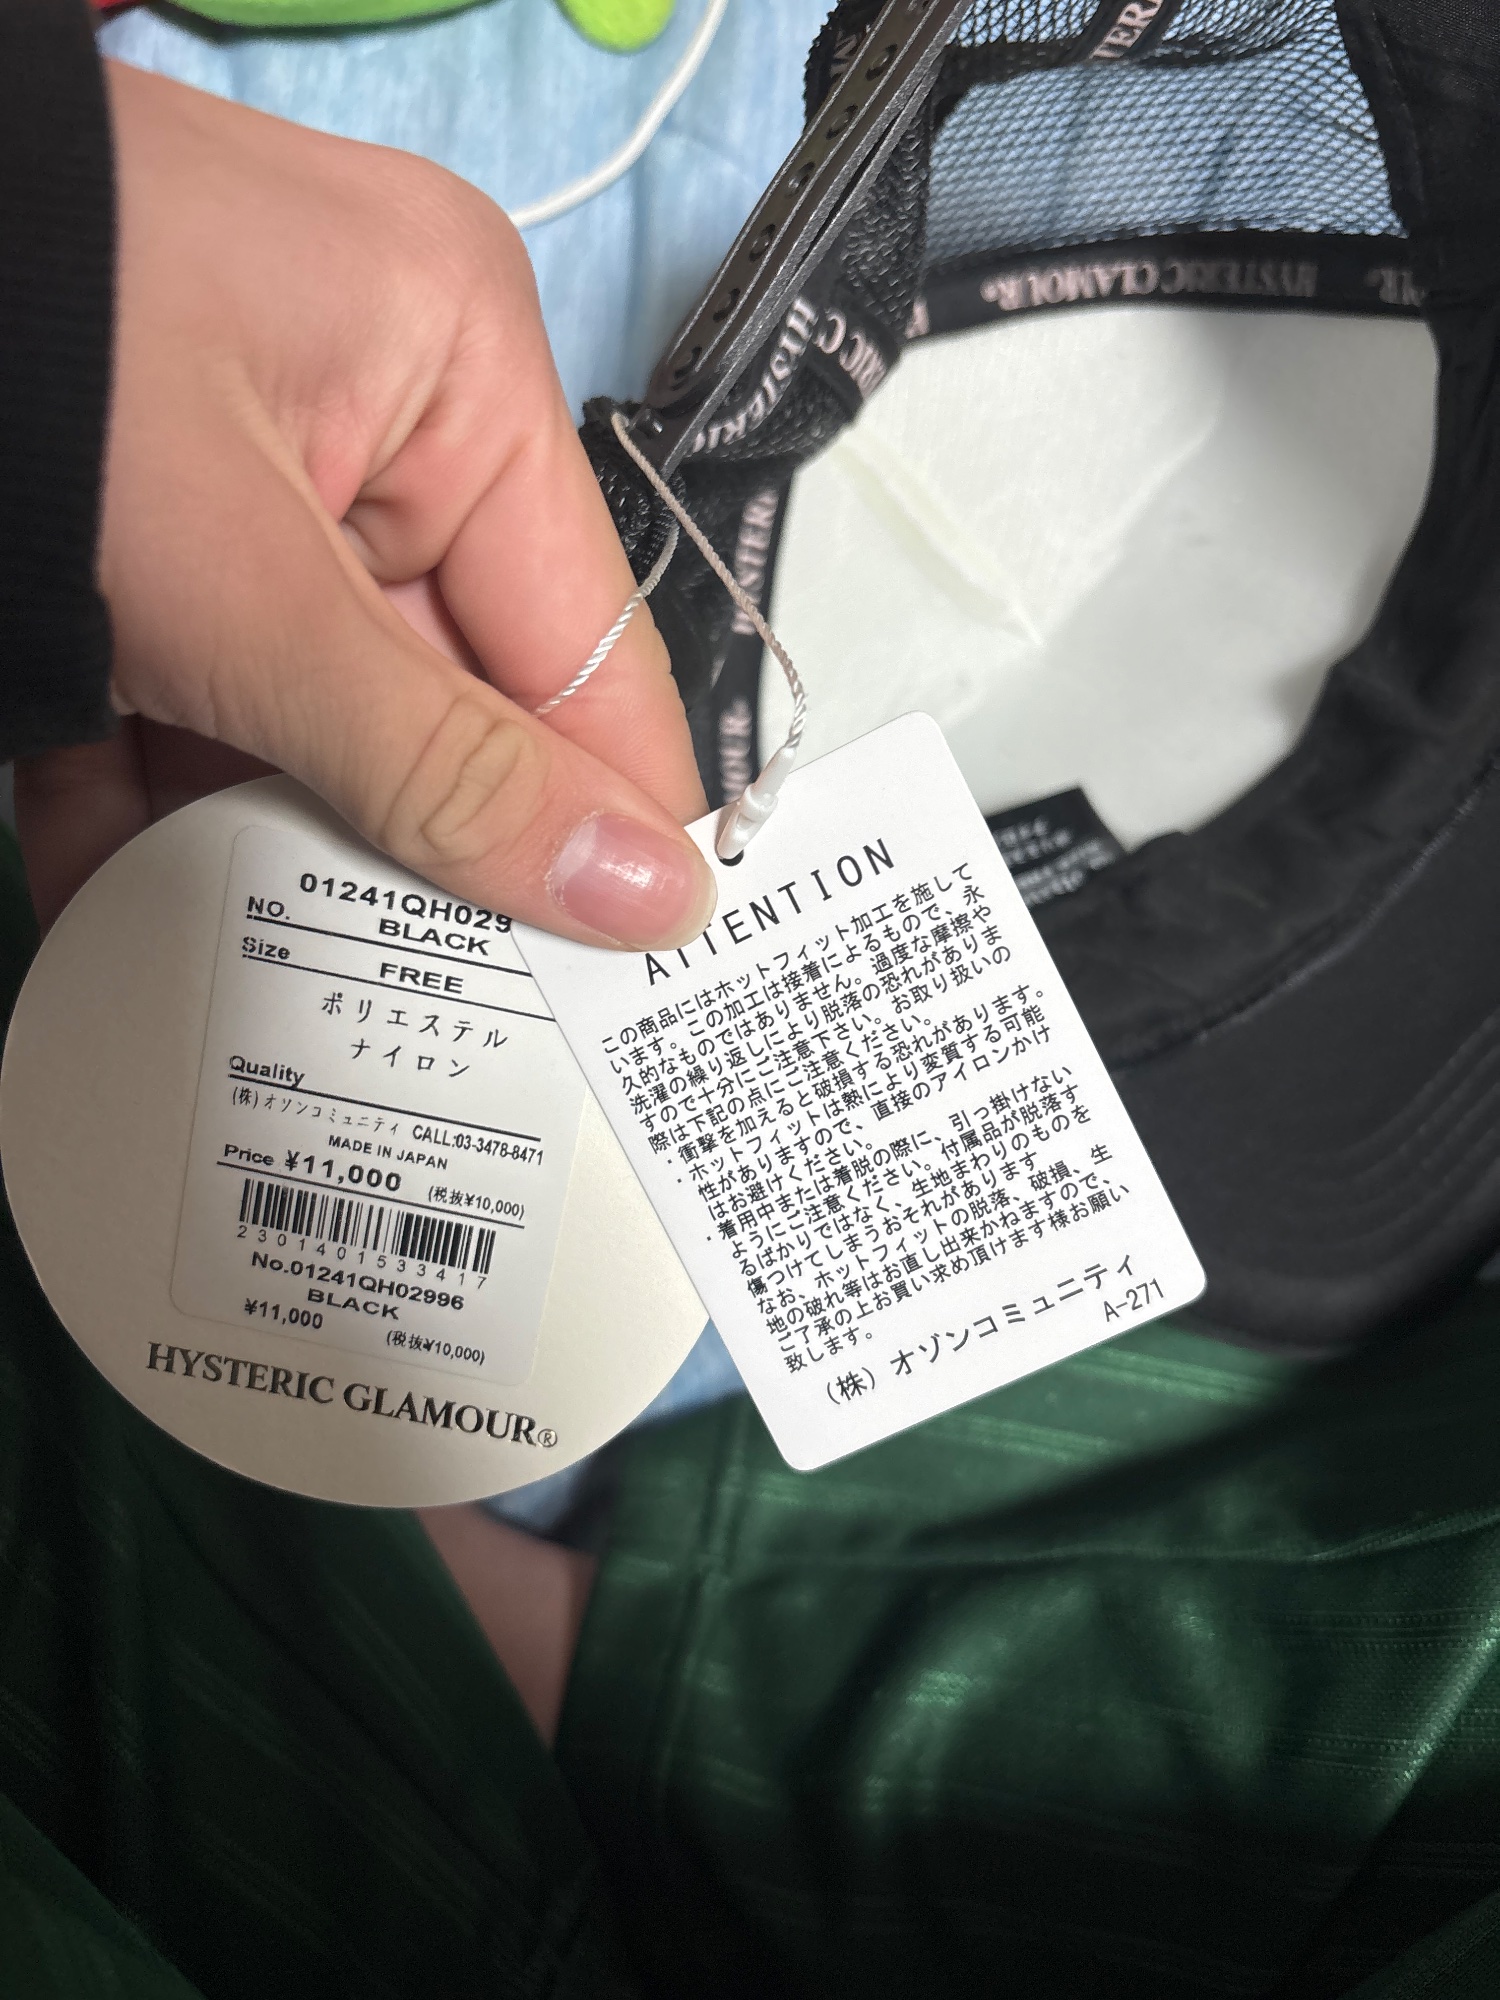 HYSTERIC GLAMOUR®
HYSTERIC
HYSTERIC
01241QH029
NO.
BLACK
Size
FREE
ポリエステル
ナイロン
Quality
(株)オゾンコミュニティ CALL:03-3478-8471
MADE IN JAPAN
Price ¥11,000 (税抜¥10,000)
2301401533417
No.01241QH02996
BLACK
¥11,000 (税抜¥10,000)
HYSTERIC GLAMOUR®
ATTENTION
この商品にはホットフィット加工を施して
います。この加工は接着によるもので、永
久的なものではありません。過度な摩擦や
洗濯の繰り返しにより脱落の恐れがありま
すので十分にご注意下さい。お取り扱いの
際は下記の点にご注意ください。
・衝撃を加えると破損する恐れがあります。
・ホットフィットは熱により変質する可能
性がありますので、直接のアイロンかけ
はお避けください。
・着用中または着脱の際に、引っ掛けない
ようにご注意ください。付属品が脱落す
るばかりではなく、生地まわりのものを
傷つけてしまうおそれがあります
なお、ホットフィットの脱落、破損、生
地の破れ等はお直し出来かねますので、
ご了承の上お買い求め頂けます様お願い
致します。
(株) オゾンコミュニティ
A-271